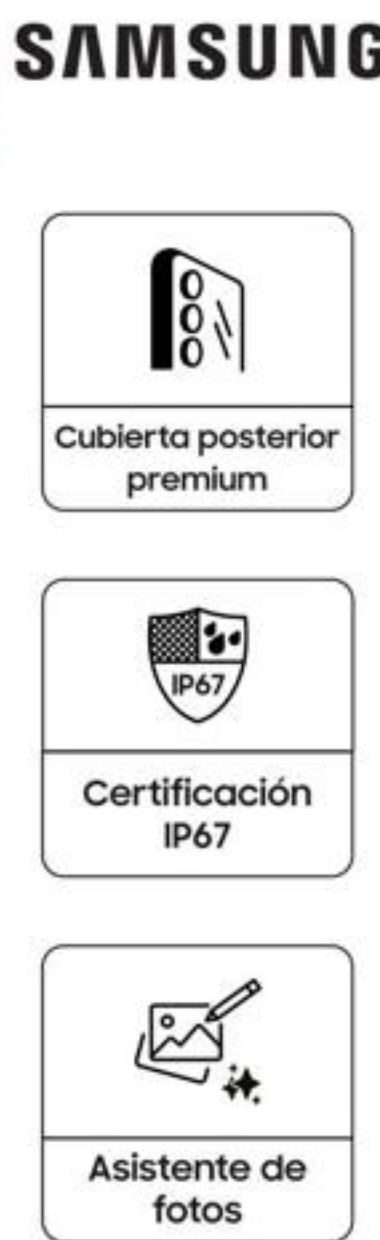 SAMSUNG
Cubierta posterior
premium
IP67
Certificación
IP67
Asistente de
fotos